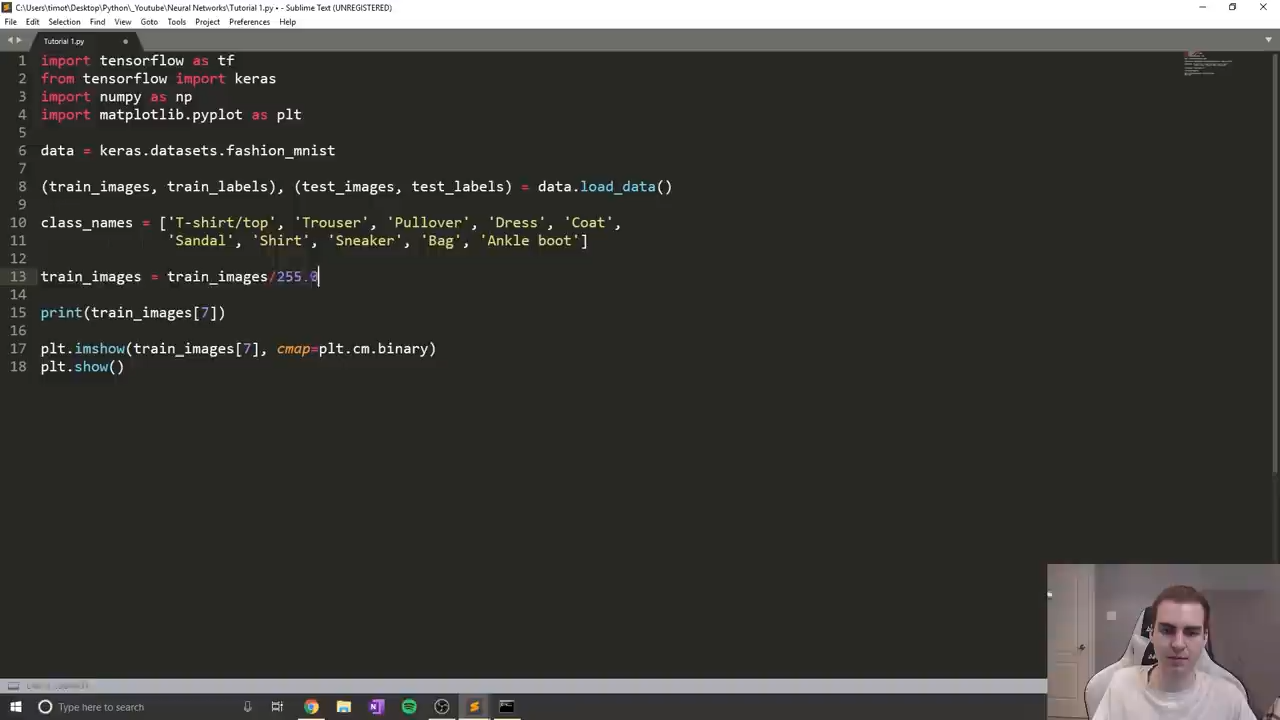 C:\Users\timot\Desktop\Python\_Youtube\Neural Networks\Tutorial 1.py • - Sublime Text (UNREGISTERED)
File Edit Selection Find View Goto Tools Project Preferences Help
Tutorial 1.py
1 import tensorflow as tf
2 from tensorflow import keras
3 import numpy as np
4 import matplotlib.pyplot as plt
5
6 data = keras.datasets.fashion_mnist
7
8 (train_images, train_labels), (test_images, test_labels) = data.load_data()
9
10 class_names = ['T-shirt/top', 'Trouser', 'Pullover', 'Dress', 'Coat',
11 'Sandal', 'Shirt', 'Sneaker', 'Bag', 'Ankle boot']
12
13 train_images = train_images/255.0
14
15 print(train_images[7])
16
17 plt.imshow(train_images[7], cmap=plt.cm.binary)
18 plt.show()
Type here to search